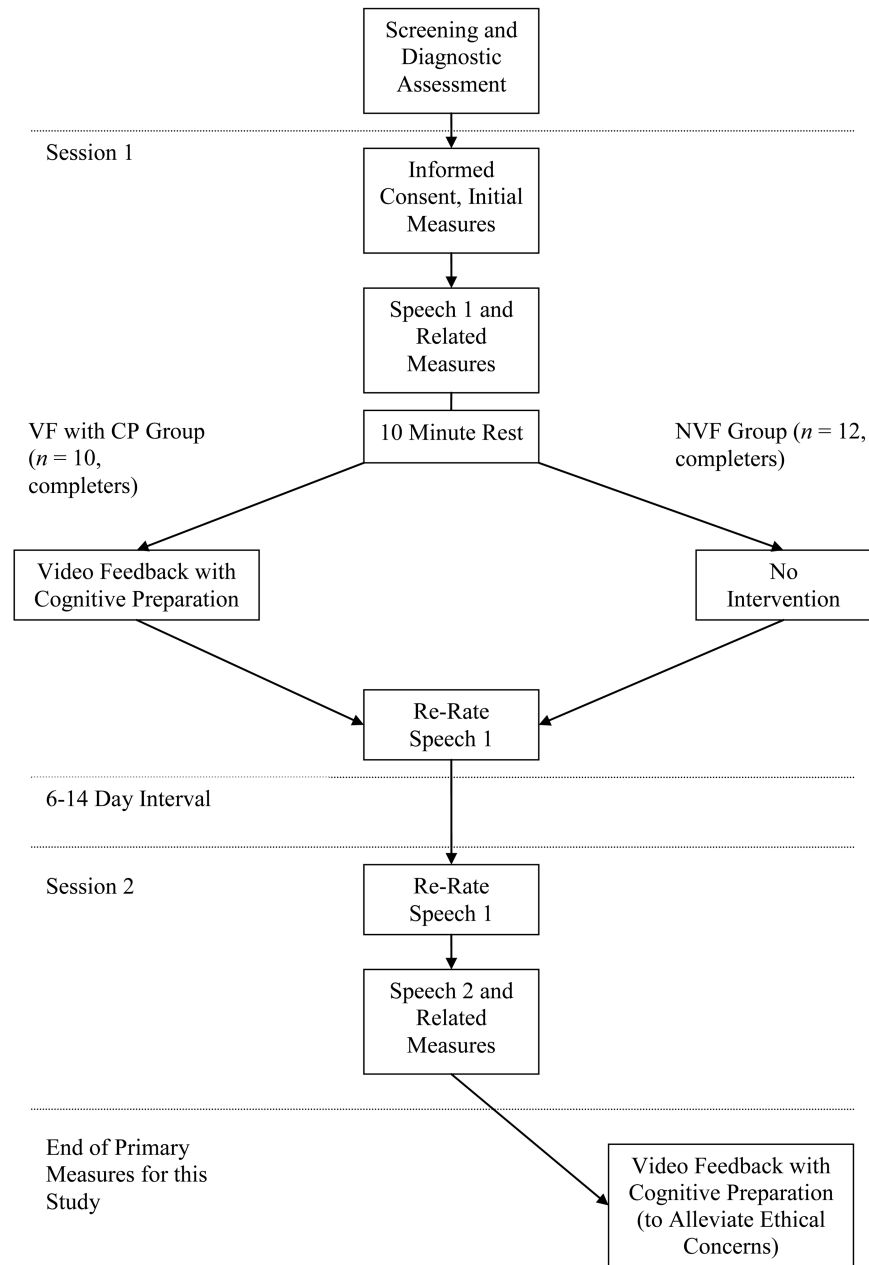 Screening and
Diagnostic
Assessment
Session 1
Informed
Consent, Initial
Measures
Speech 1 and
Related
Measures
VF with CP Group
(n = 10,
completers)
10 Minute Rest
NVF Group (n = 12,
completers)
Video Feedback with
Cognitive Preparation
No
Intervention
Re-Rate
Speech 1
6-14 Day Interval
Session 2
Re-Rate
Speech 1
Speech 2 and
Related
Measures
End of Primary
Measures for this
Study
Video Feedback with
Cognitive Preparation
(to Alleviate Ethical
Concerns)